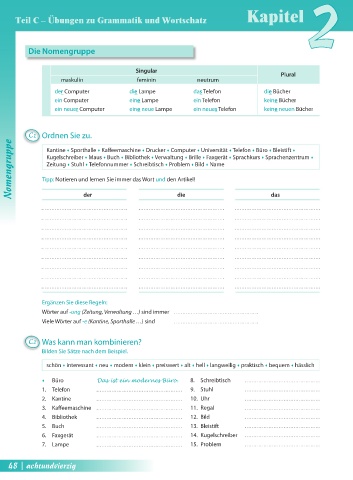 Teil C – Übungen zu Grammatik und Wortschatz
Kapitel 2
Die Nomengruppe
Singular Plural
maskulin feminin neutrum
der Computer die Lampe das Telefon die Bücher
ein Computer eine Lampe ein Telefon keine Bücher
ein neuer Computer eine neue Lampe ein neues Telefon keine neuen Bücher
Nomengruppe
C1 Ordnen Sie zu.
Kantine • Sporthalle • Kaffeemaschine • Drucker • Computer • Universität • Telefon • Büro • Bleistift •
Kugelschreiber • Maus • Buch • Bibliothek • Verwaltung • Brille • Faxgerät • Sprachkurs • Sprachenzentrum •
Zeitung • Stuhl • Telefonnummer • Schreibtisch • Problem • Bild • Name
Tipp: Notieren und lernen Sie immer das Wort und den Artikel!
der die das
Ergänzen Sie diese Regeln:
Wörter auf -ung (Zeitung, Verwaltung …) sind immer
Viele Wörter auf -e (Kantine, Sporthalle …) sind
C2 Was kann man kombinieren?
Bilden Sie Sätze nach dem Beispiel.
schön • interessant • neu • modern • klein • preiswert • alt • hell • langweilig • praktisch • bequem • hässlich
• Büro Das ist ein modernes Büro.
1. Telefon
2. Kantine
3. Kaffeemaschine
4. Bibliothek
5. Buch
6. Faxgerät
7. Lampe
8. Schreibtisch
9. Stuhl
10. Uhr
11. Regal
12. Bild
13. Bleistift
14. Kugelschreiber
15. Problem
48 | achtundvierzig